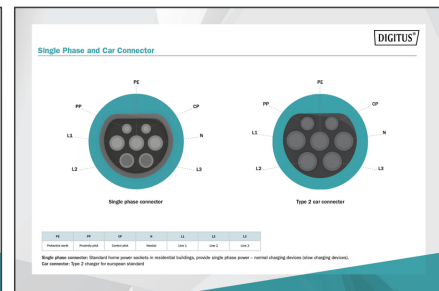 DIGITUS®
Single Phase and Car Connector
PE
PE
PP
CP
PP
CP
L1
N
L1
N
L2
L3
L2
L3
Single phase connector
Type 2 car connector
PE PP CP N L1 L2 L3
Protective earth Proximity pilot Control pilot Neutral Line 1 Line 2 Line 3
Single phase connector: Standard home power sockets in residential buildings, provide single phase power – normal charging devices (slow charging devices).
Car connector: Type 2 charger for european standard